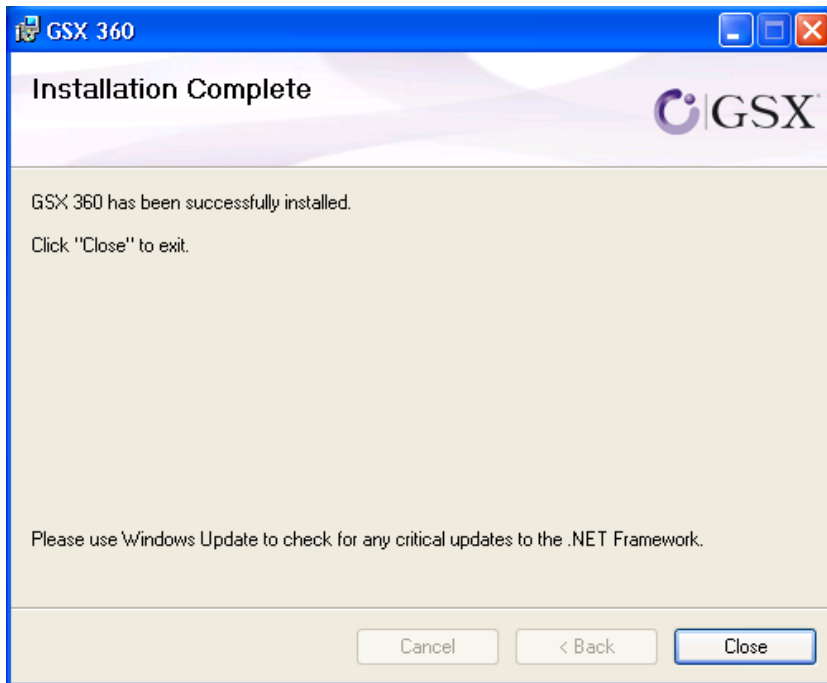 GSX 360
Installation Complete
GSX
GSX 360 has been successfully installed.
Click "Close" to exit.
Please use Windows Update to check for any critical updates to the .NET Framework.
Cancel
< Back
Close